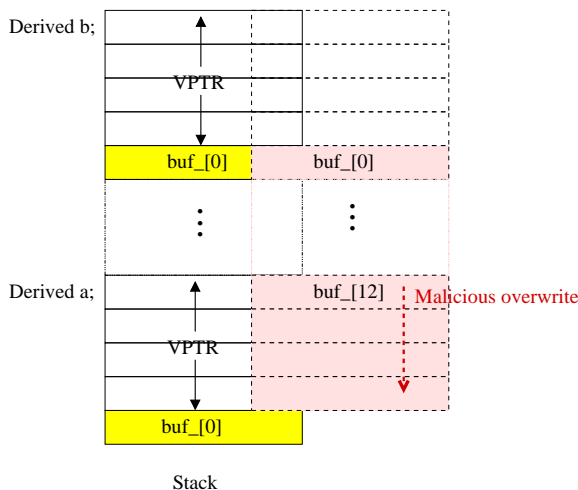 Derived b;
VPTR
buf_[0] buf_[0]
Derived a;
buf_[12]
Malicious overwrite
VPTR
buf_[0]
Stack